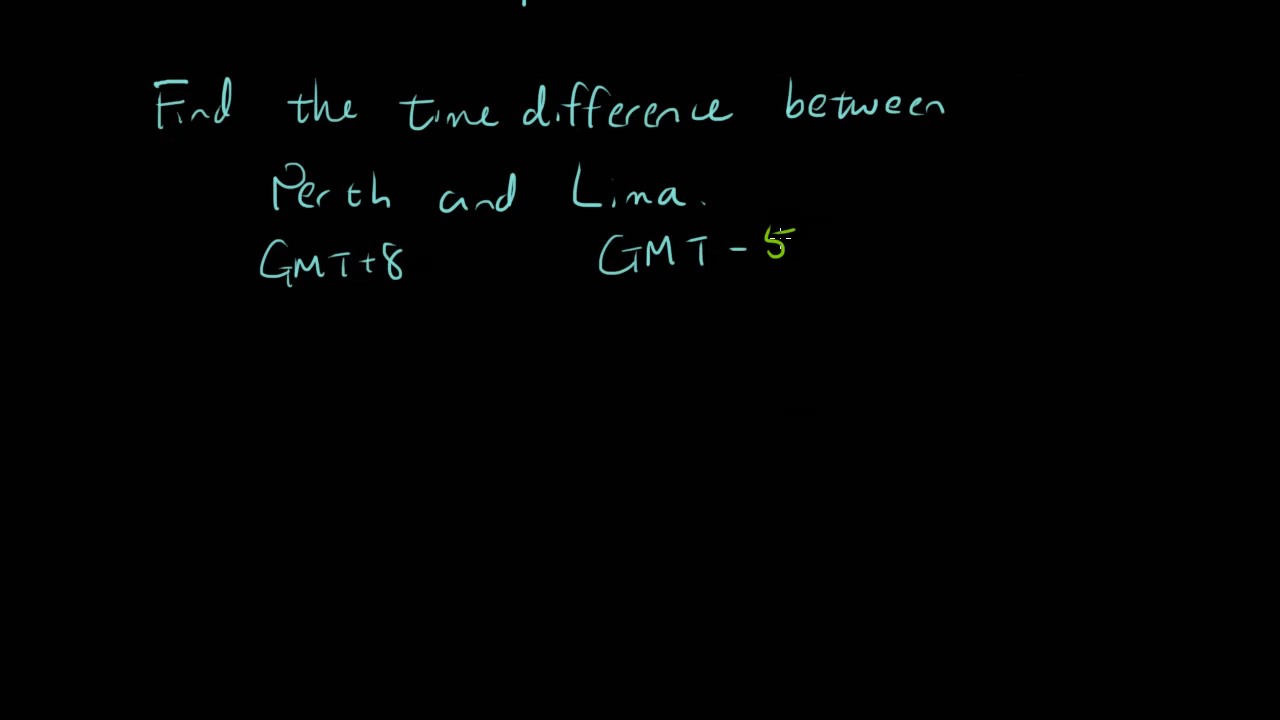 Find the time difference between
Perth and Lima.
GMT+8 GMT - 5